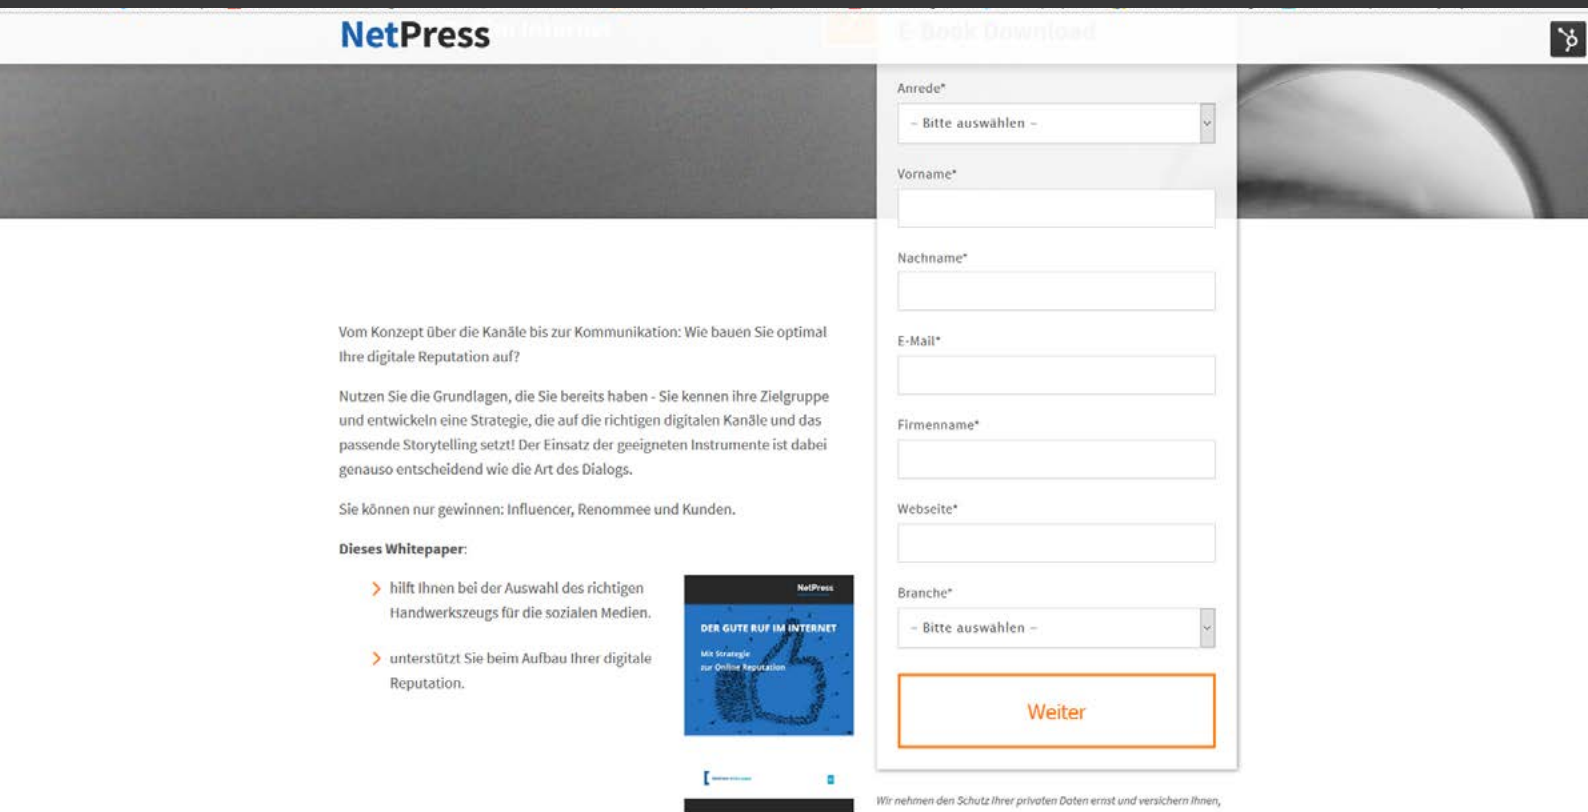 NetPress
E-Book Download
Anrede*
– Bitte auswählen –
Vorname*
Nachname*
E-Mail*
Firmenname*
Webseite*
Branche*
– Bitte auswählen –
Weiter
Vom Konzept über die Kanäle bis zur Kommunikation: Wie bauen Sie optimal
Ihre digitale Reputation auf?
Nutzen Sie die Grundlagen, die Sie bereits haben - Sie kennen ihre Zielgruppe
und entwickeln eine Strategie, die auf die richtigen digitalen Kanäle und das
passende Storytelling setzt! Der Einsatz der geeigneten Instrumente ist dabei
genauso entscheidend wie die Art des Dialogs.
Sie können nur gewinnen: Influencer, Renommee und Kunden.
Dieses Whitepaper:
hilft Ihnen bei der Auswahl des richtigen
Handwerkszeugs für die sozialen Medien.
unterstützt Sie beim Aufbau Ihrer digitale
Reputation.
NetPress
DER GUTE RUF IM INTERNET
Mit Strategie
zur Online Reputation
Wir nehmen den Schutz Ihrer privaten Daten ernst und versichern Ihnen,